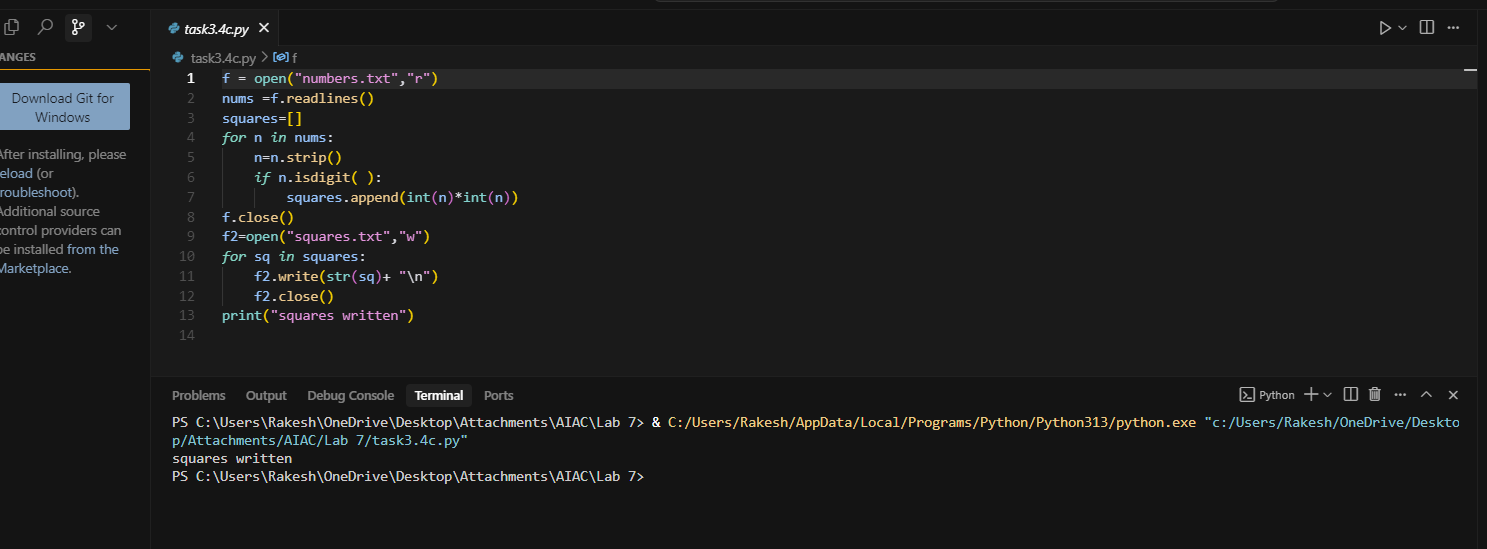 task3.4c.py
ANGES
task3.4c.py > f
Download Git for
Windows
After installing, please
eload (or
roubleshoot).
Additional source
control providers can
be installed from the
Marketplace.
1 f = open("numbers.txt","r")
2 nums =f.readlines()
3 squares=[]
4 for n in nums:
5     n=n.strip()
6     if n.isdigit( ):
7         squares.append(int(n)*int(n))
8 f.close()
9 f2=open("squares.txt","w")
10 for sq in squares:
11     f2.write(str(sq)+ "\n")
12     f2.close()
13 print("squares written")
14
Problems Output Debug Console Terminal Ports
Python
PS C:\Users\Rakesh\OneDrive\Desktop\Attachments\AIAC\Lab 7> & C:/Users/Rakesh/AppData/Local/Programs/Python/Python313/python.exe "c:/Users/Rakesh/OneDrive/Deskto
p/Attachments/AIAC/Lab 7/task3.4c.py"
squares written
PS C:\Users\Rakesh\OneDrive\Desktop\Attachments\AIAC\Lab 7>